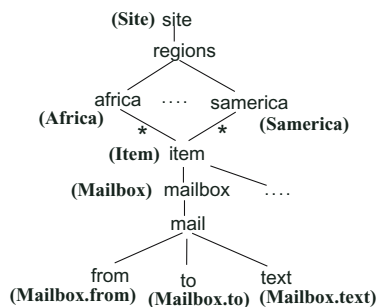 (Site) site
regions
africa .... samerica
(Africa) * * (Samerica)
(Item) item
(Mailbox) mailbox ....
mail
from to text
(Mailbox.from) (Mailbox.to) (Mailbox.text)